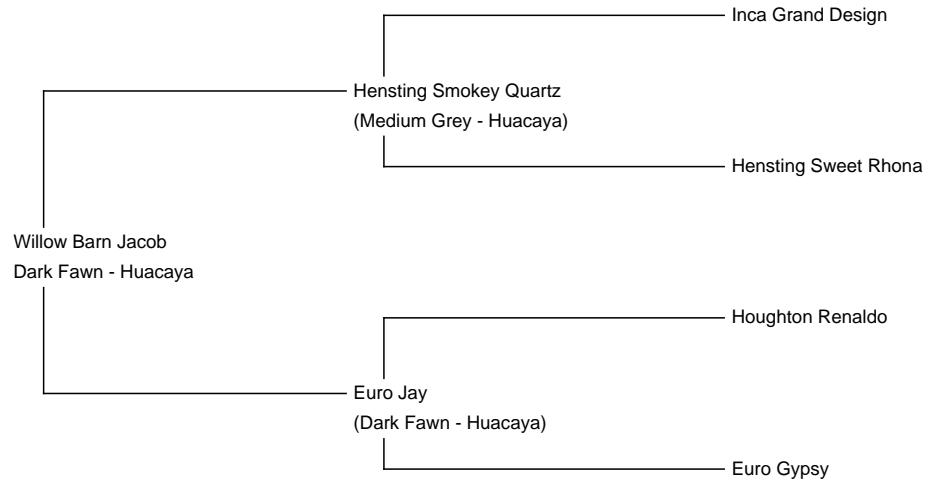 Inca Grand Design
Hensting Smokey Quartz
(Medium Grey - Huacaya)
Hensting Sweet Rhona
Willow Barn Jacob
Dark Fawn - Huacaya
Houghton Renaldo
Euro Jay
(Dark Fawn - Huacaya)
Euro Gypsy